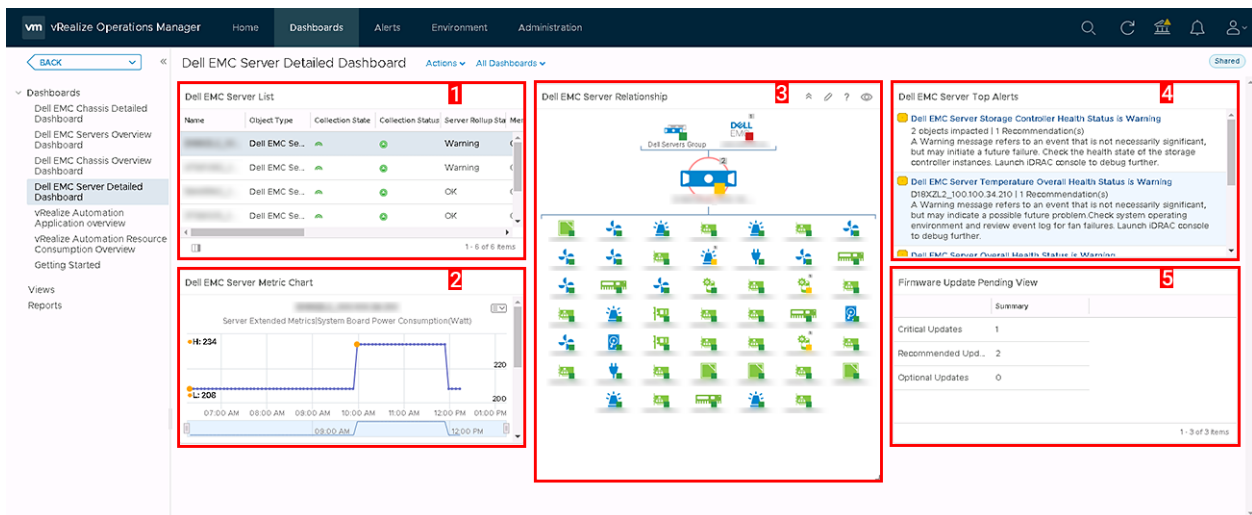 vm vRealize Operations Manager Home Dashboards Alerts Environment Administration
BACK
Dell EMC Server Detailed Dashboard Actions All Dashboards Shared
Dashboards
Dell EMC Chassis Detailed
Dashboard
Dell EMC Servers Overview
Dashboard
Dell EMC Chassis Overview
Dashboard
Dell EMC Server Detailed
Dashboard
vRealize Automation
Application overview
vRealize Automation Resource
Consumption Overview
Getting Started
Views
Reports
Dell EMC Server List 1
Name Object Type Collection State Collection Status Server Rollup Stat Mer
Dell EMC Se... Warning
Dell EMC Se... Warning
Dell EMC Se... OK
Dell EMC Se... OK
1 - 6 of 6 items
Dell EMC Server Metric Chart 2
Server Extended Metrics|System Board Power Consumption(Watt)
H: 234
220
L: 208
200
07:00 AM 08:00 AM 09:00 AM 10:00 AM 11:00 AM 12:00 PM 01:00 PM
09:00 AM 12:00 PM
Dell EMC Server Relationship 3 ?
DELL
EMC
Dell Servers Group
2
Dell EMC Server Top Alerts 4
Dell EMC Server Storage Controller Health Status is Warning
2 objects impacted | 1 Recommendation(s)
A Warning message refers to an event that is not necessarily significant,
but may initiate a future failure. Check the health state of the storage
controller instances. Launch iDRAC console to debug further.
Dell EMC Server Temperature Overall Health Status is Warning
D18XZL2_100.100.34.210 | 1 Recommendation(s)
A Warning message refers to an event that is not necessarily significant,
but may indicate a possible future problem.Check system operating
environment and review event log for fan failures. Launch iDRAC console
to debug further.
Dell EMC Server Overall Health Status is Warning
Firmware Update Pending View 5
Summary
Critical Updates 1
Recommended Upd... 2
Optional Updates 0
1 - 3 of 3 items